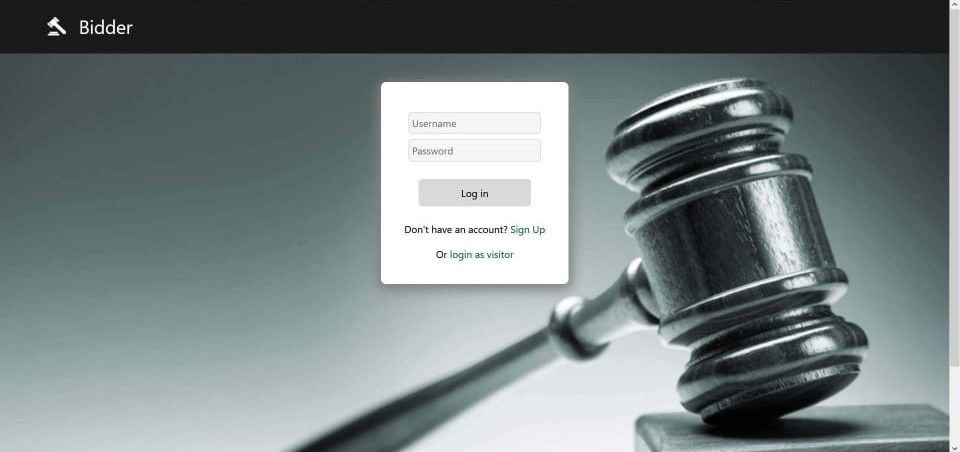 Bidder
Username
Password
Log in
Don't have an account? Sign Up
Or login as visitor